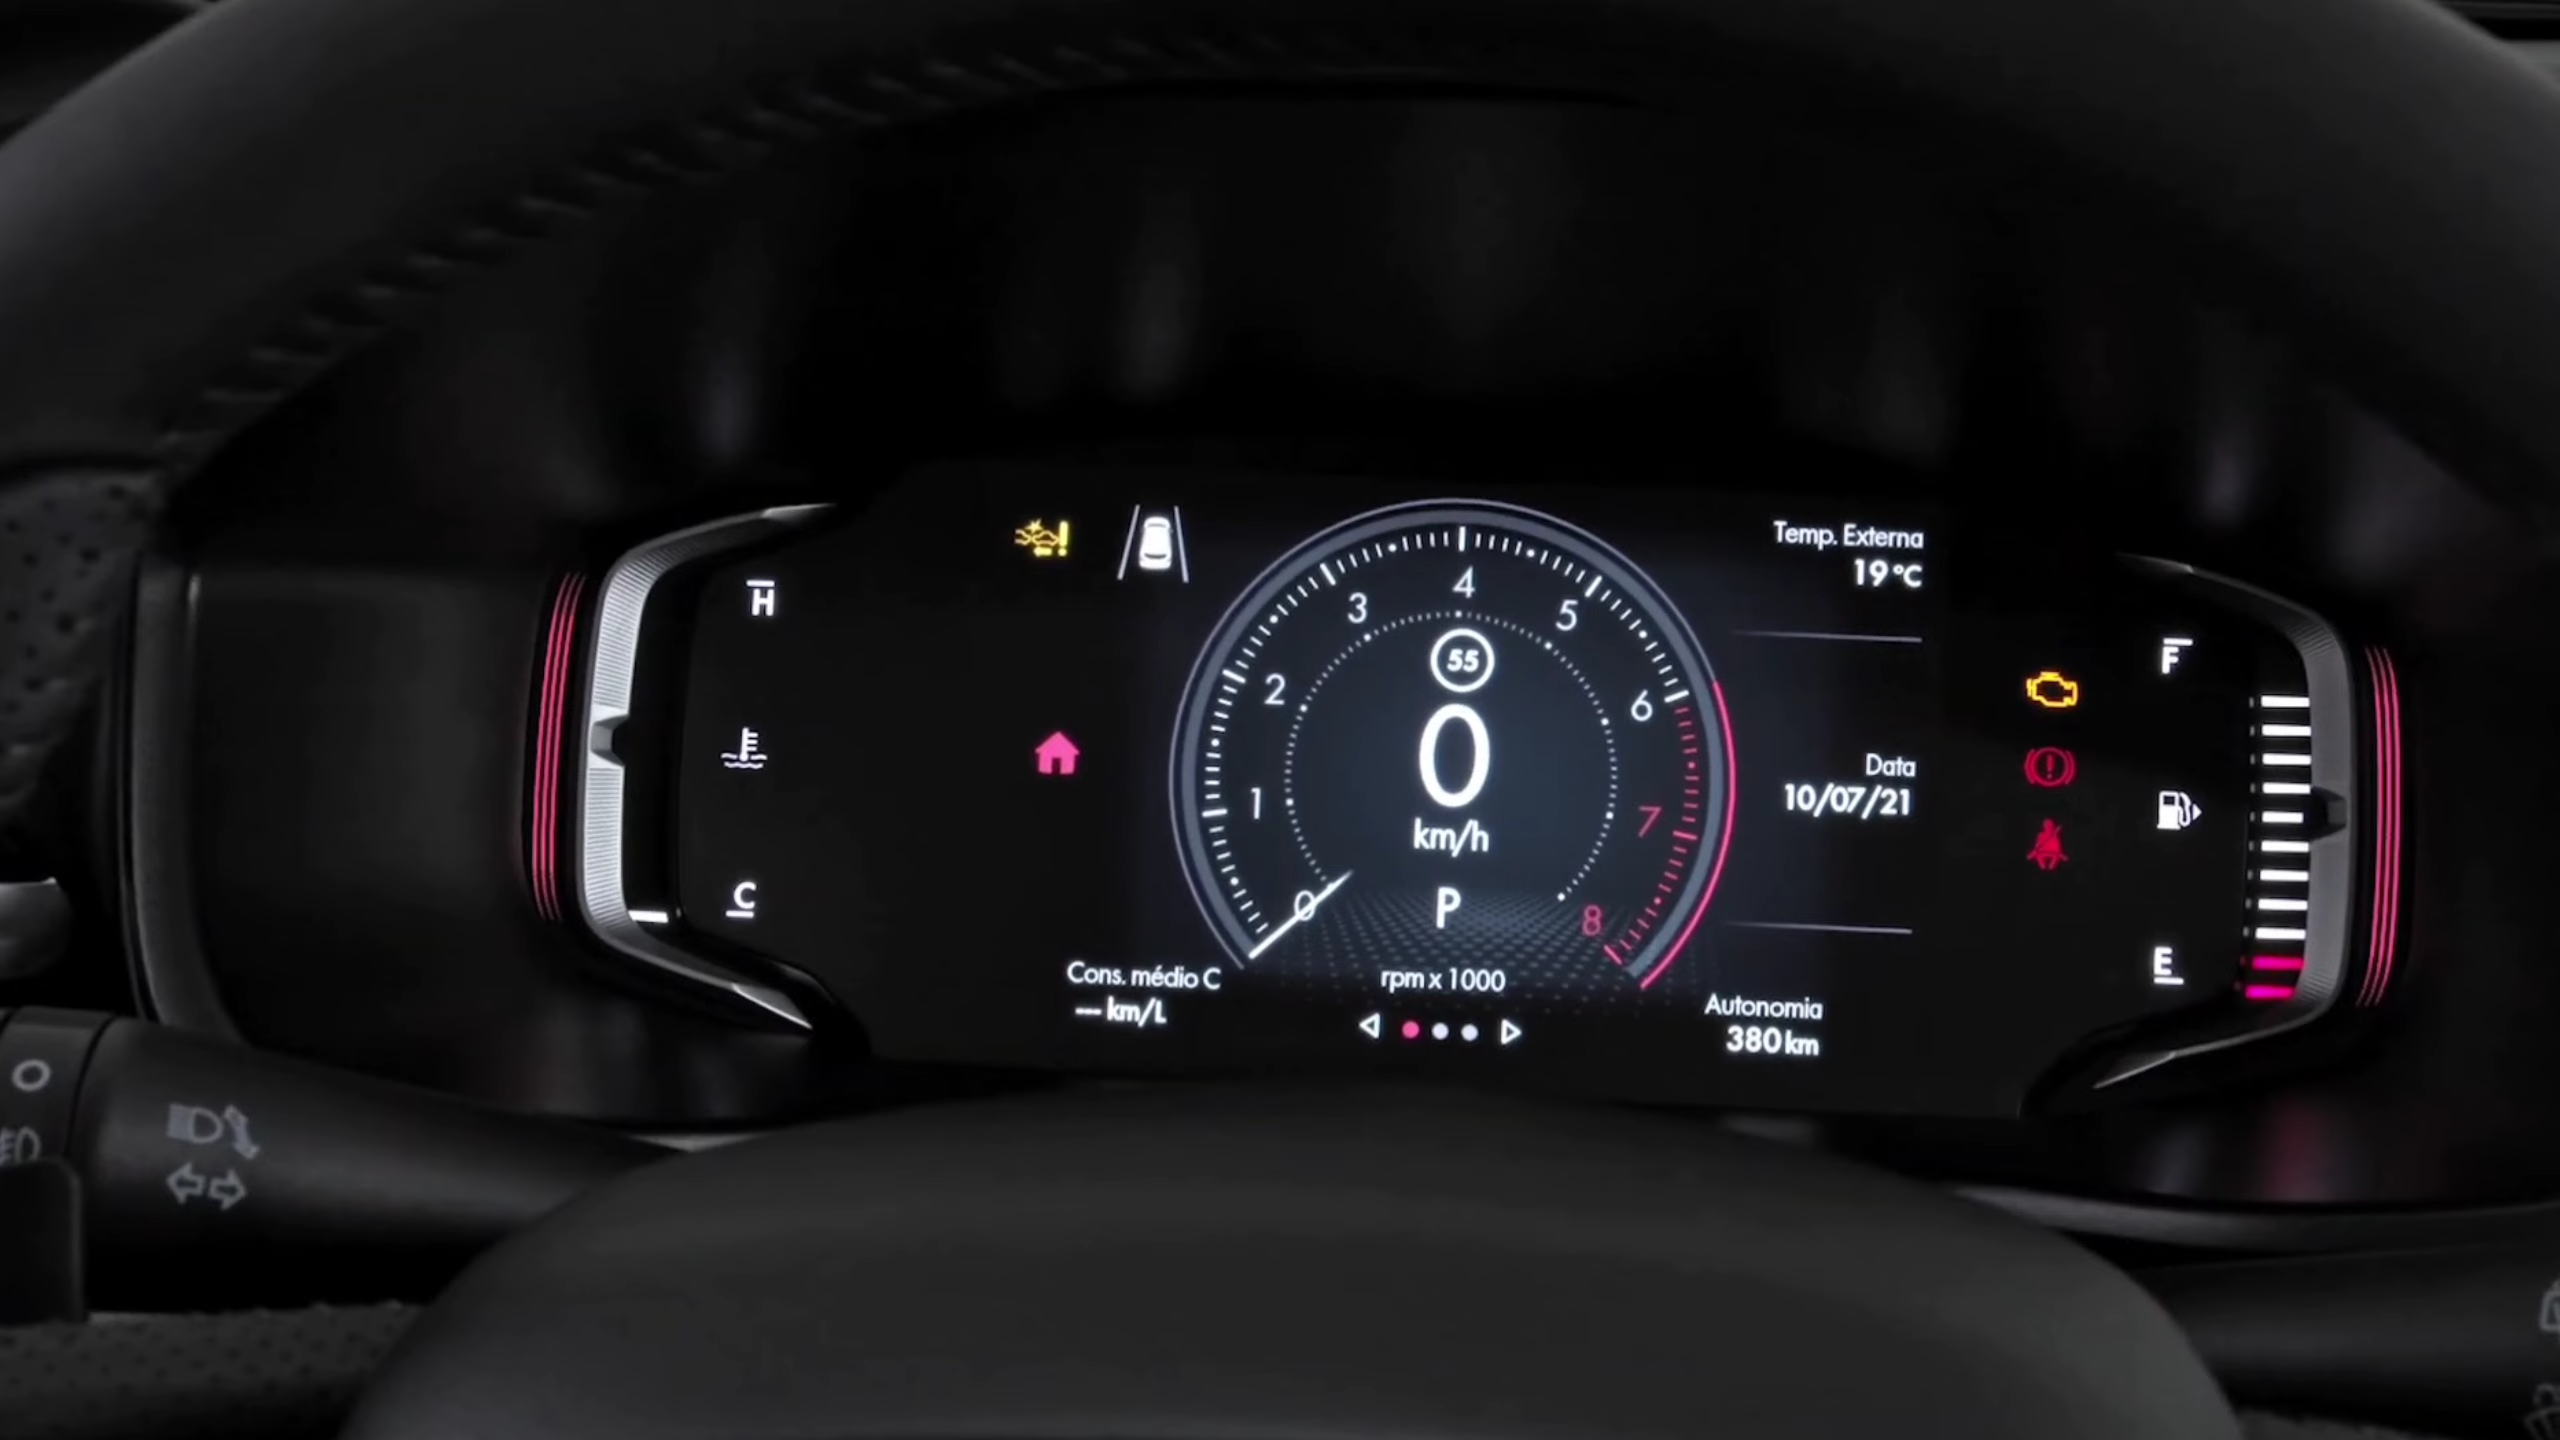 Temp. Externa
19 °C
H
4
3
5
55
F
2
6
0
Data
10/07/21
1
7
km/h
C
0
P
8
E
Cons. médio C
--- km/L
rpm x 1000
Autonomia
380 km